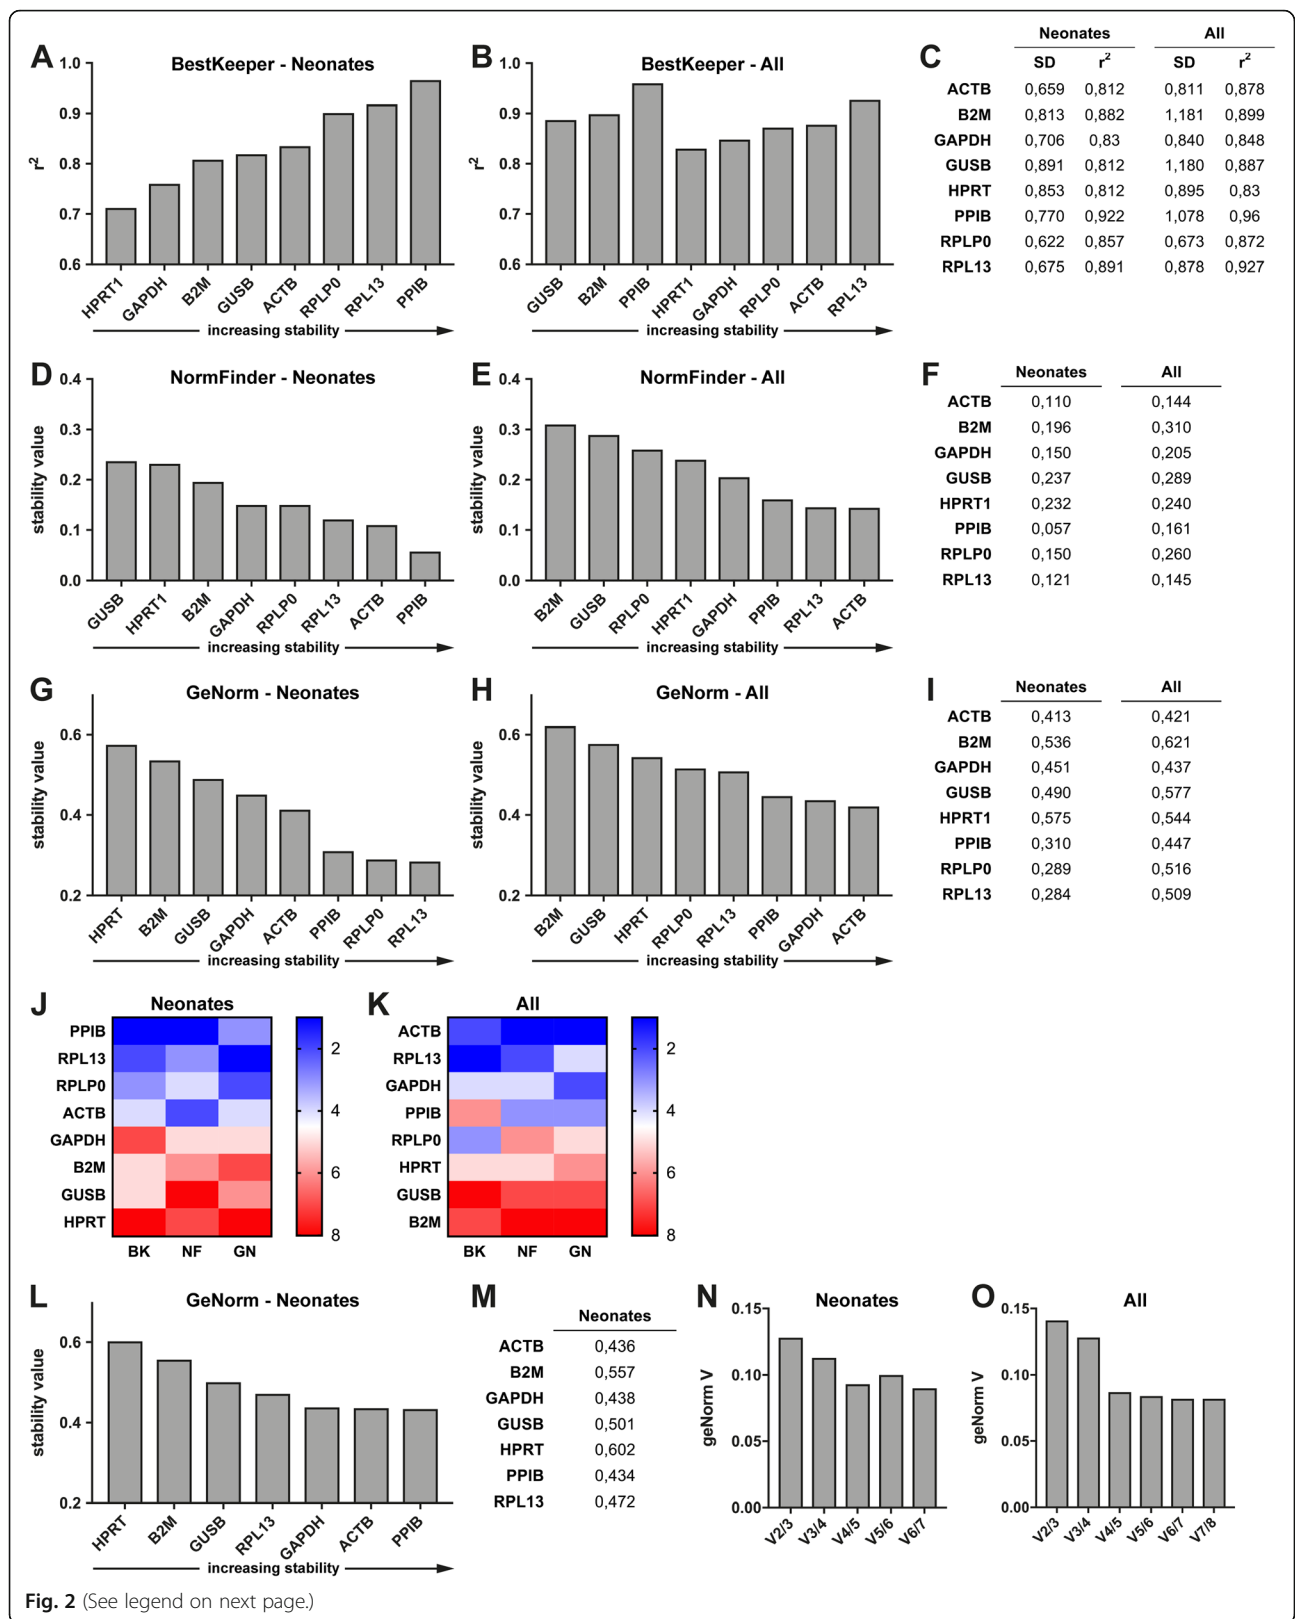 A
BestKeeper - Neonates
1.0
0.9
0.8
0.7
0.6
r²
HPRT1 GAPDH B2M GUSB ACTB RPLP0 RPL13 PPIB
increasing stability
B
BestKeeper - All
1.0
0.9
0.8
0.7
0.6
r²
GUSB B2M PPIB HPRT1 GAPDH RPLP0 ACTB RPL13
increasing stability
C
Neonates All
SD r² SD r²
ACTB 0,659 0,812 0,811 0,878
B2M 0,813 0,882 1,181 0,899
GAPDH 0,706 0,83 0,840 0,848
GUSB 0,891 0,812 1,180 0,887
HPRT 0,853 0,812 0,895 0,83
PPIB 0,770 0,922 1,078 0,96
RPLP0 0,622 0,857 0,673 0,872
RPL13 0,675 0,891 0,878 0,927
D
NormFinder - Neonates
0.4
0.3
0.2
0.1
0.0
stability value
GUSB HPRT1 B2M GAPDH RPLP0 RPL13 ACTB PPIB
increasing stability
E
NormFinder - All
0.4
0.3
0.2
0.1
0.0
stability value
B2M GUSB RPLP0 HPRT1 GAPDH PPIB RPL13 ACTB
increasing stability
F
Neonates All
ACTB 0,110 0,144
B2M 0,196 0,310
GAPDH 0,150 0,205
GUSB 0,237 0,289
HPRT1 0,232 0,240
PPIB 0,057 0,161
RPLP0 0,150 0,260
RPL13 0,121 0,145
G
GeNorm - Neonates
0.6
0.4
0.2
stability value
HPRT B2M GUSB GAPDH ACTB PPIB RPLP0 RPL13
increasing stability
H
GeNorm - All
0.6
0.4
0.2
stability value
B2M GUSB HPRT RPLP0 RPL13 PPIB GAPDH ACTB
increasing stability
I
Neonates All
ACTB 0,413 0,421
B2M 0,536 0,621
GAPDH 0,451 0,437
GUSB 0,490 0,577
HPRT1 0,575 0,544
PPIB 0,310 0,447
RPLP0 0,289 0,516
RPL13 0,284 0,509
J
Neonates
PPIB
RPL13
RPLP0
ACTB
GAPDH
B2M
GUSB
HPRT
BK NF GN
2
4
6
8
K
All
ACTB
RPL13
GAPDH
PPIB
RPLP0
HPRT
GUSB
B2M
BK NF GN
2
4
6
8
L
GeNorm - Neonates
0.6
0.4
0.2
stability value
HPRT B2M GUSB RPL13 GAPDH ACTB PPIB
increasing stability
M
Neonates
ACTB 0,436
B2M 0,557
GAPDH 0,438
GUSB 0,501
HPRT 0,602
PPIB 0,434
RPL13 0,472
N
Neonates
0.15
0.10
0.05
0.00
geNorm V
V2/3 V3/4 V4/5 V5/6 V6/7
O
All
0.15
0.10
0.05
0.00
geNorm V
V2/3 V3/4 V4/5 V5/6 V6/7 V7/8
Fig. 2 (See legend on next page.)